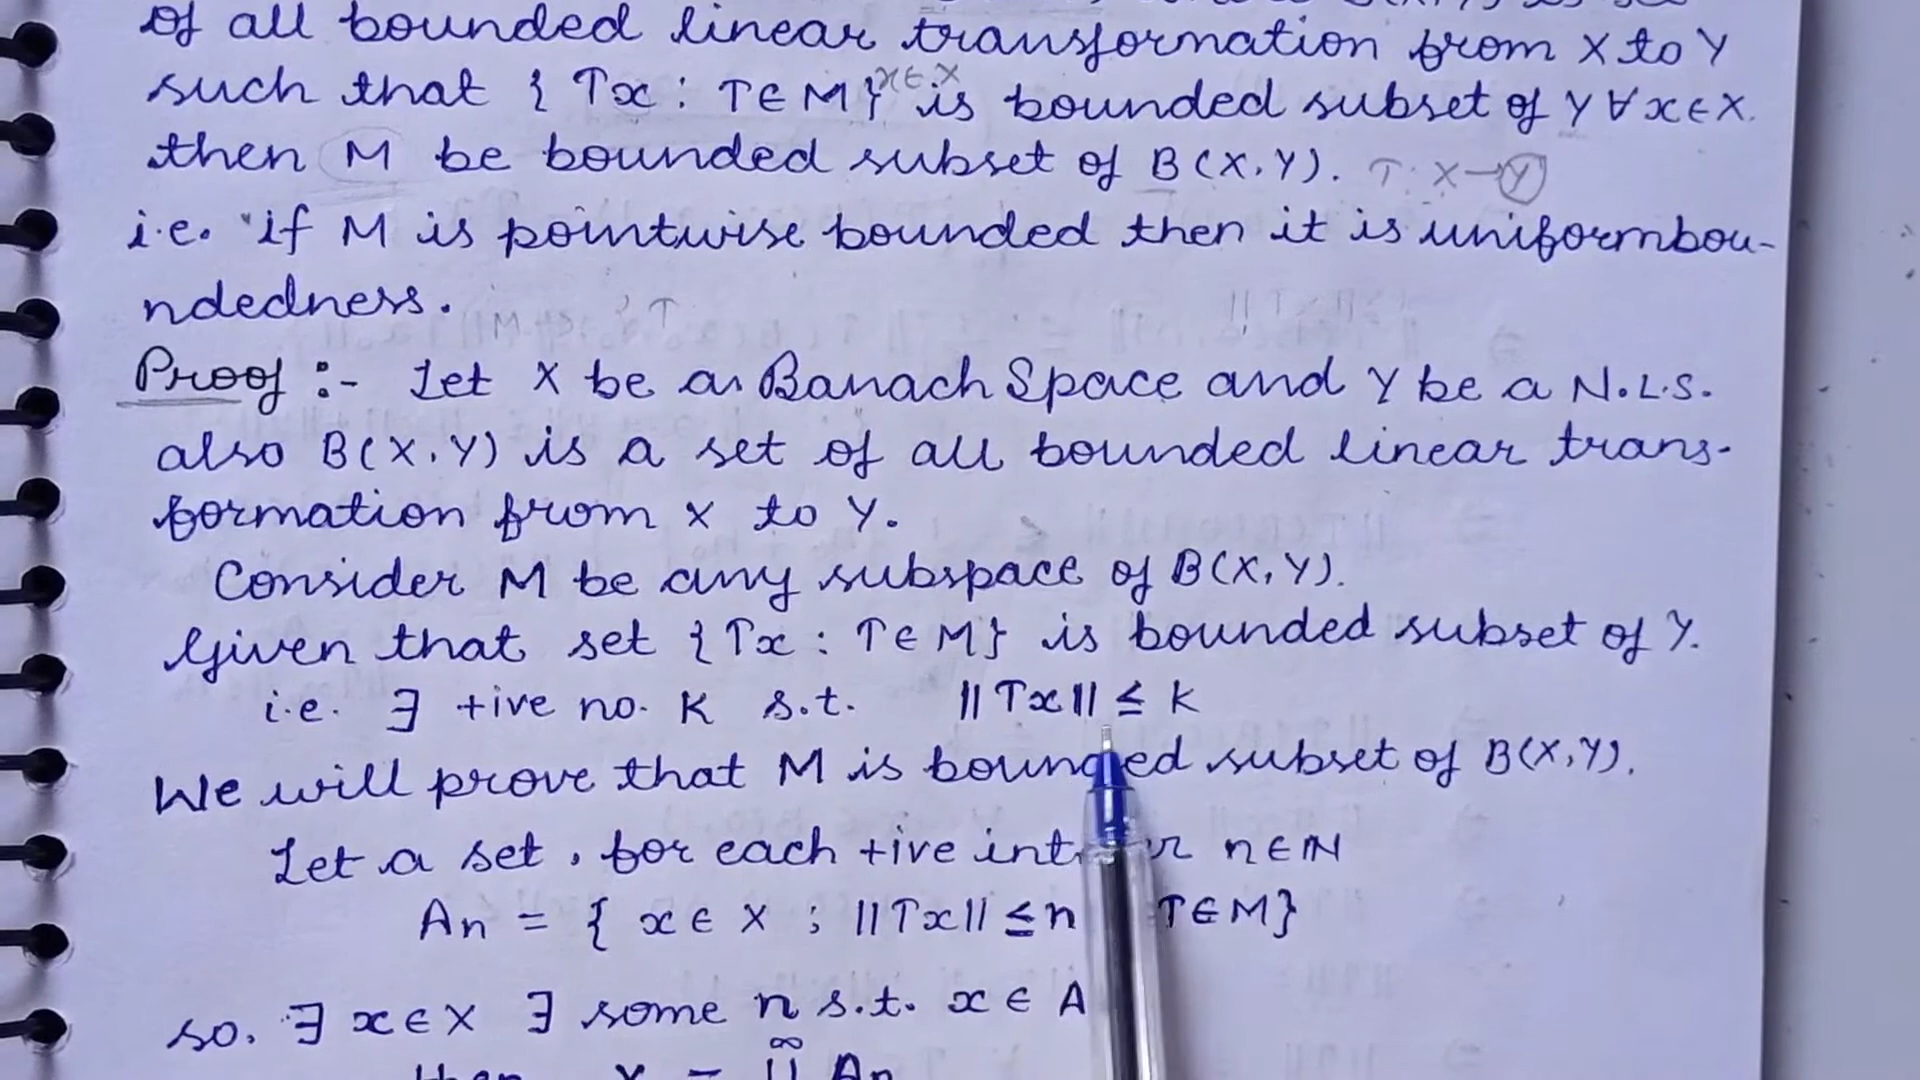 of all bounded linear transformation from X to Y
such that { Tx : T∈M} x∈X is bounded subset of Y ∀ x∈X.
then M be bounded subset of B(X,Y). T: X→Y
i.e. if M is pointwise bounded then it is uniformbou-
ndedness.
Proof :- Let X be a Banach Space and Y be a N.L.S.
also B(X,Y) is a set of all bounded linear trans-
formation from X to Y.
Consider M be any subspace of B(X,Y).
Given that set {Tx : T∈M} is bounded subset of Y.
i.e. ∃ +ive no. K s.t. ||Tx|| ≤ K
We will prove that M is bounded subset of B(X,Y).
Let a set, for each +ive n∈ℕ
An = { x∈X ; ||Tx|| ≤ n T∈M}
so. ∃ x∈X ∃ some n s.t. x∈A
then X = ∞ ⋃ An